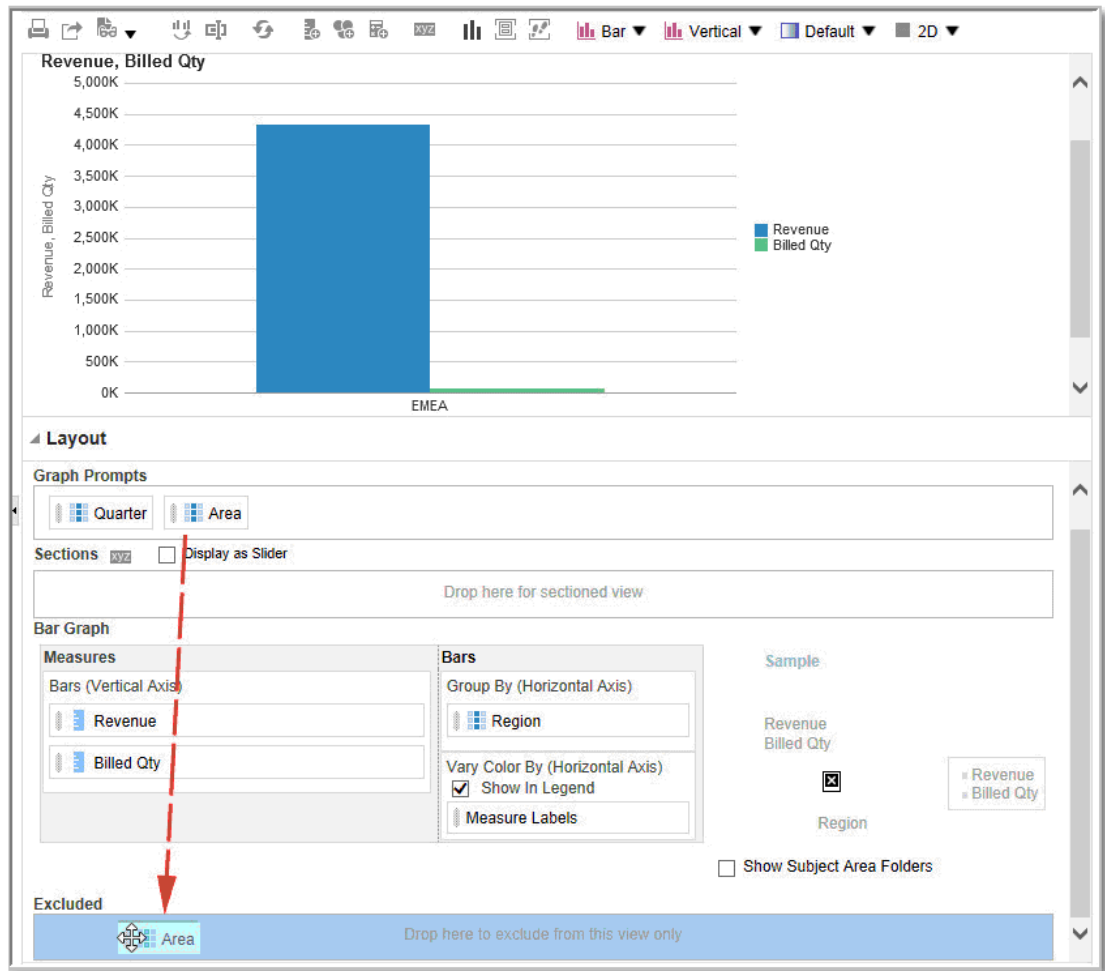 xyz Bar Vertical Default 2D
Revenue, Billed Qty
5,000K
4,500K
4,000K
3,500K
3,000K
2,500K
2,000K
1,500K
1,000K
500K
0K
Revenue, Billed Qty
EMEA
Revenue
Billed Qty
Layout
Graph Prompts
Quarter Area
Sections xyz Display as Slider
Drop here for sectioned view
Bar Graph
Measures
Bars (Vertical Axis)
Revenue
Billed Qty
Bars
Group By (Horizontal Axis)
Region
Vary Color By (Horizontal Axis)
Show In Legend
Measure Labels
Sample
Revenue
Billed Qty
Revenue
Billed Qty
Region
Show Subject Area Folders
Excluded
Area Drop here to exclude from this view only